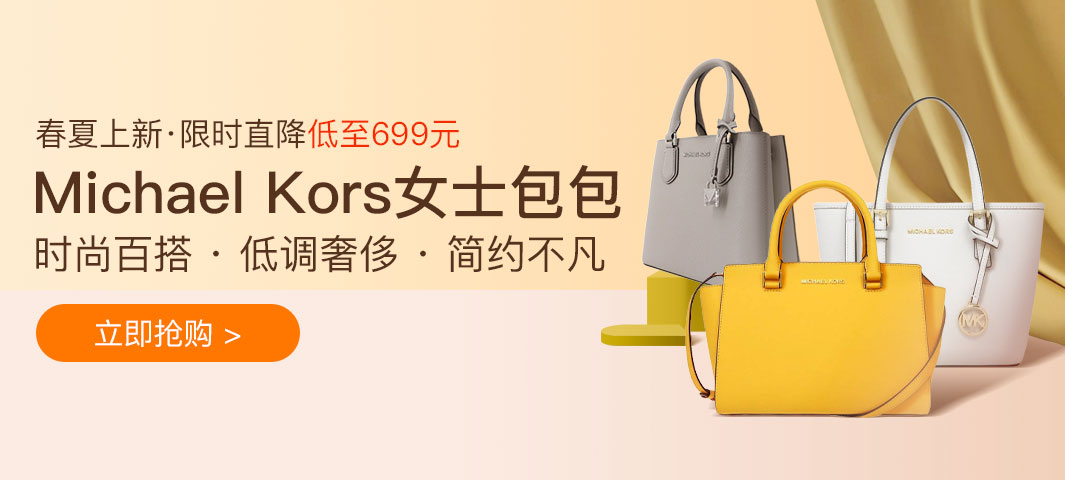 春夏上新·限时直降低至699元
Michael Kors女士包包
时尚百搭 · 低调奢侈 · 简约不凡
立即抢购 >
MICHAEL KORS
MICHAEL KORS
MICHAEL KORS
MK